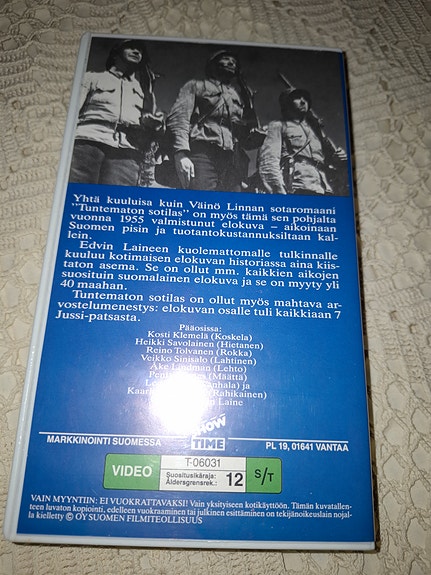 Yhtä kuuluisa kuin Väinö Linnan sotaromaani
"Tuntematon sotilas" on myös tämä sen pohjalta
vuonna 1955 valmistunut elokuva – aikoinaan
Suomen pisin ja tuotantokustannuksiltaan kal-
lein.
Edvin Laineen kuolemattomalle tulkinnalle
kuuluu kotimaisen elokuvan historiassa aina kiis-
taton asema. Se on ollut mm. kaikkien aikojen
suosituin suomalainen elokuva ja se on myyty yli
40 maahan.
Tuntematon sotilas on ollut myös mahtava ar-
vostelumenestys: elokuvan osalle tuli kaikkiaan 7
Jussi-patsasta.
Pääosissa:
Kosti Klemelä (Koskela)
Heikki Savolainen (Hietanen)
Reino Tolvanen (Rokka)
Veikko Sinisalo (Lahtinen)
Åke Lindman (Lehto)
(Määttä)
ja
(Rahikainen)
Laine
SHOW
TIME
MARKKINOINTI SUOMESSA
PL 19, 01641 VANTAA
VIDEO
T-06031
Suositusikäraja:
Åldersgränsrek.:
12
S/T
VAIN MYYNTIIN: EI VUOKRATTAVAKSI! Vain yksityiseen kotikäyttöön. Tämän kuvatallen-
teen luvaton kopiointi, edelleen vuokraaminen tai julkinen esittäminen on tekijänoikeuslain nojal-
la kielletty © OY SUOMEN FILMITEOLLISUUS